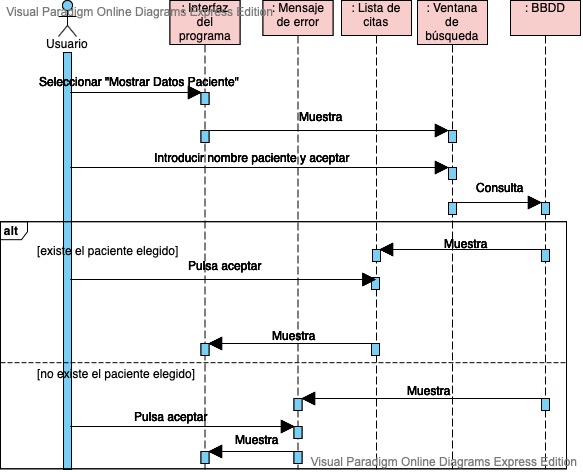 Visual Paradigm Online Diagrams Express Edition
: Interfaz
del
programa
: Mensaje
de error
: Lista de
citas
: Ventana
de
búsqueda
: BBDD
Usuario
Seleccionar "Mostrar Datos Paciente"
Muestra
Introducir nombre paciente y aceptar
Consulta
alt
[existe el paciente elegido]
Muestra
Pulsa aceptar
Muestra
[no existe el paciente elegido]
Muestra
Pulsa aceptar
Muestra
Visual Paradigm Online Diagrams Express Edition